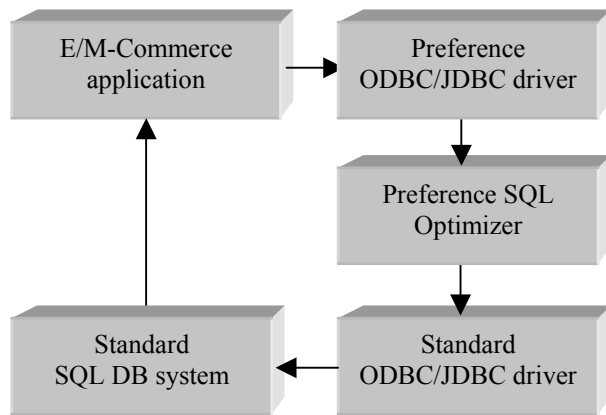 E/M-Commerce
application
Preference
ODBC/JDBC driver
Preference SQL
Optimizer
Standard
SQL DB system
Standard
ODBC/JDBC driver